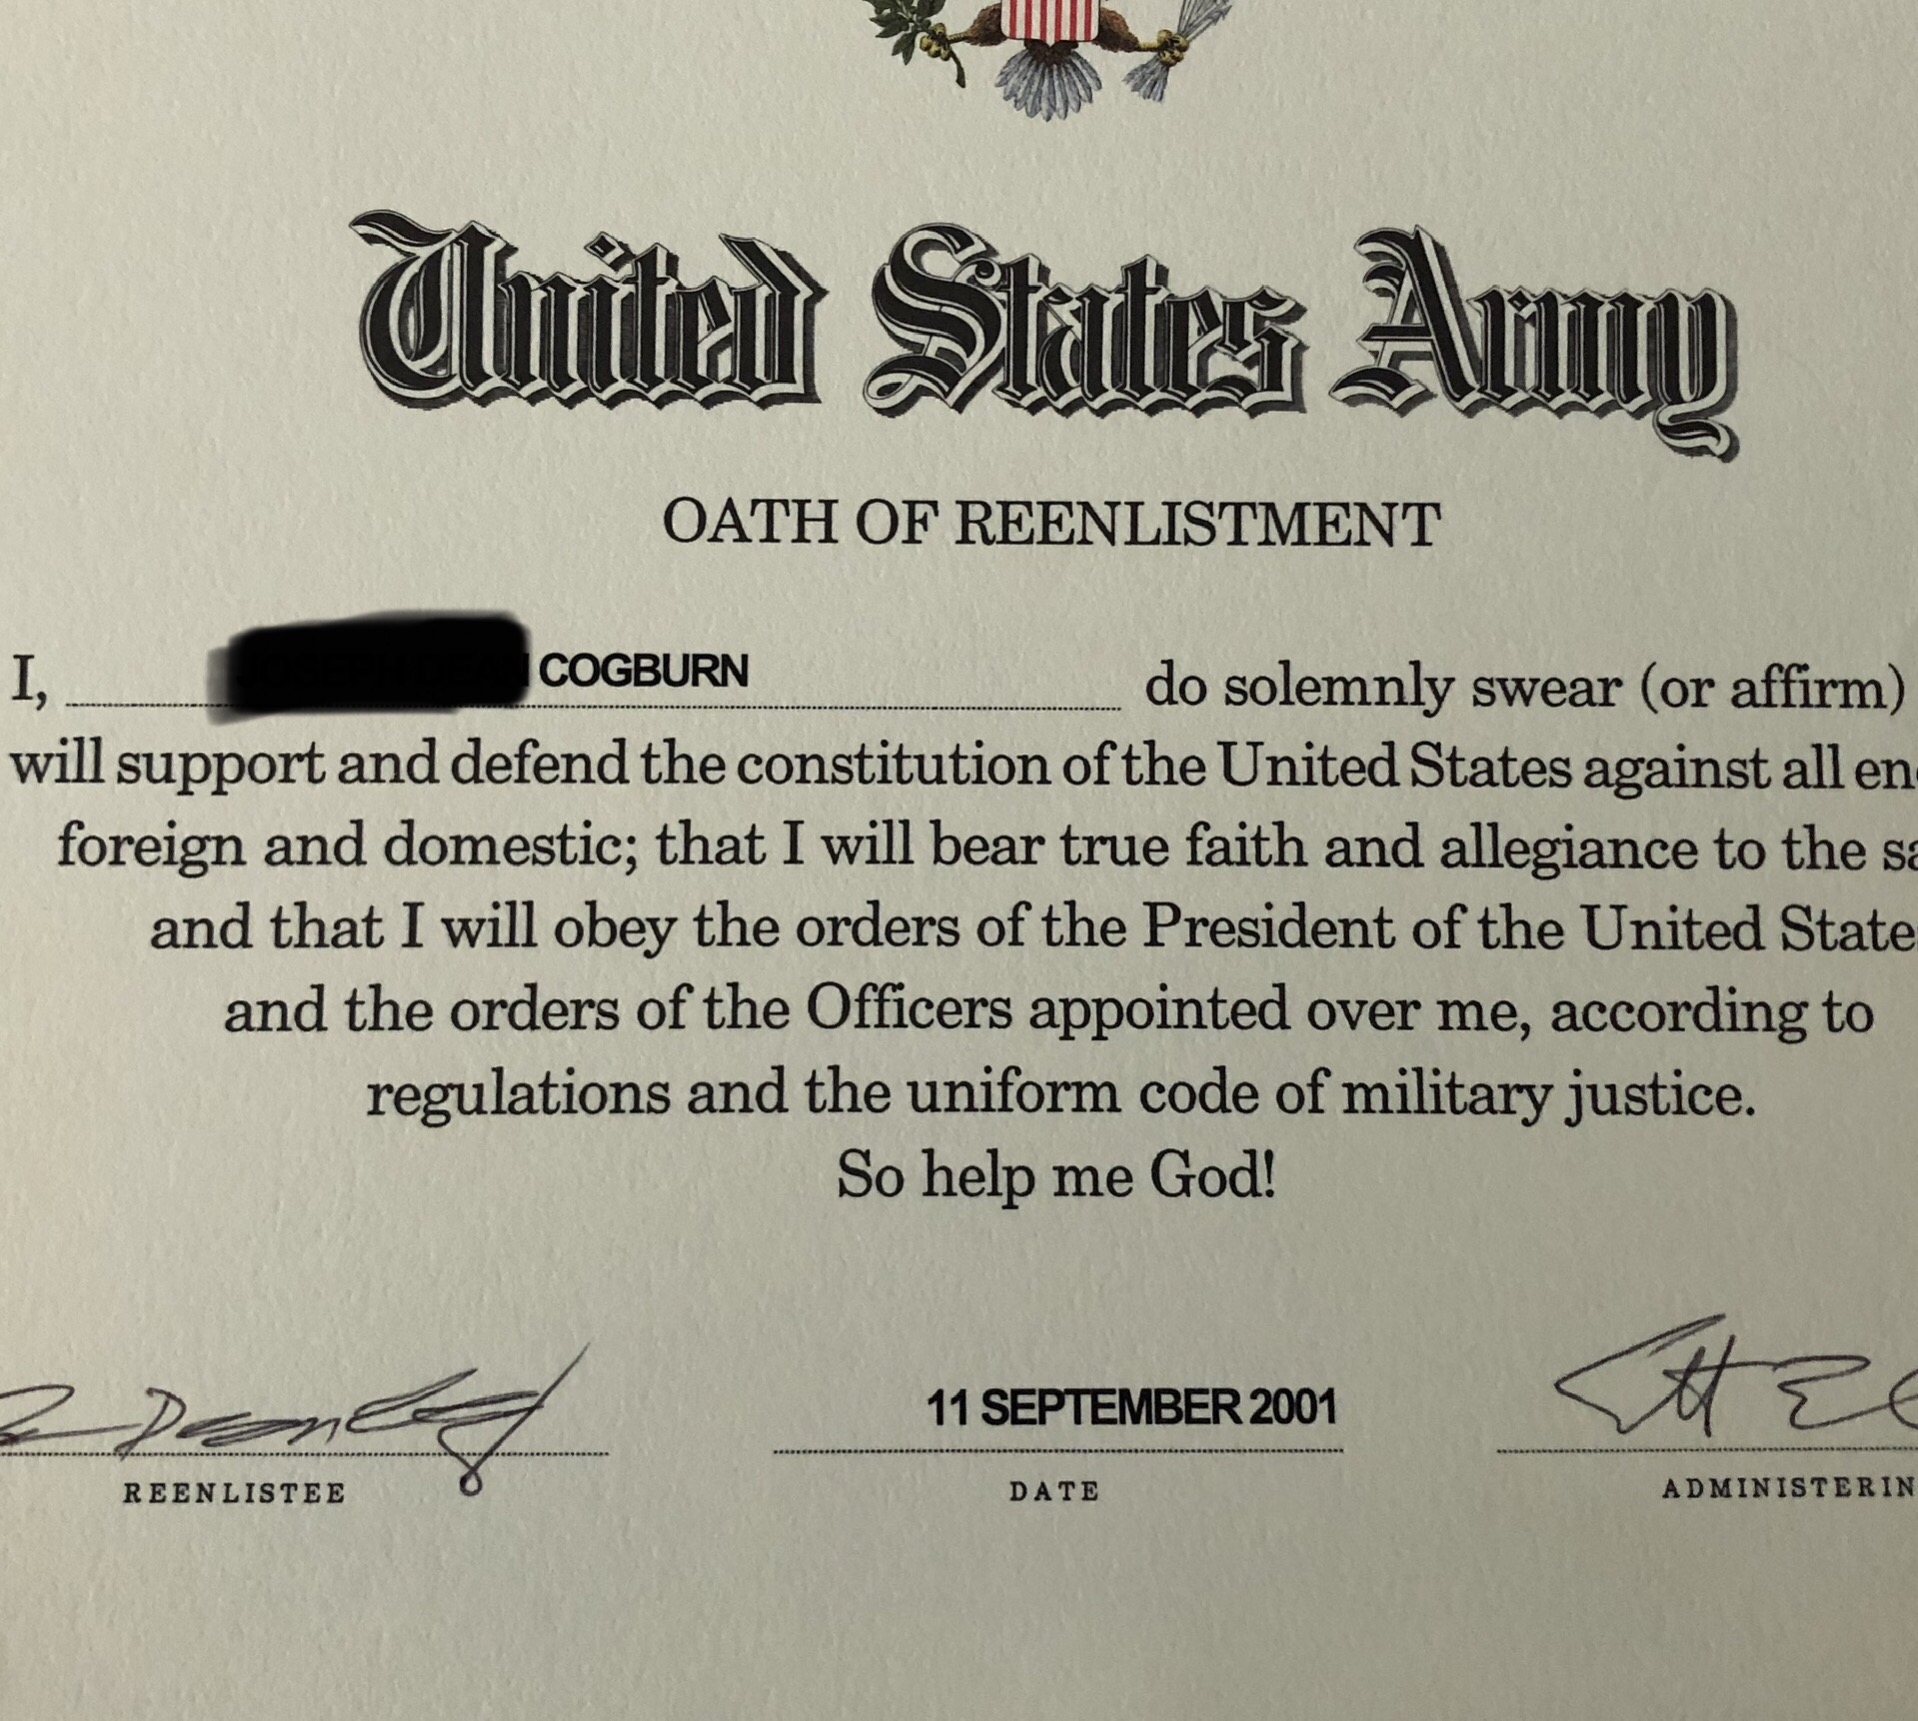 United States Army
OATH OF REENLISTMENT
I, COGBURN do solemnly swear (or affirm)
will support and defend the constitution of the United States against all
foreign and domestic; that I will bear true faith and allegiance to the
and that I will obey the orders of the President of the United State
and the orders of the Officers appointed over me, according to
regulations and the uniform code of military justice.
So help me God!
11 SEPTEMBER 2001
REENLISTEE DATE ADMINISTERIN